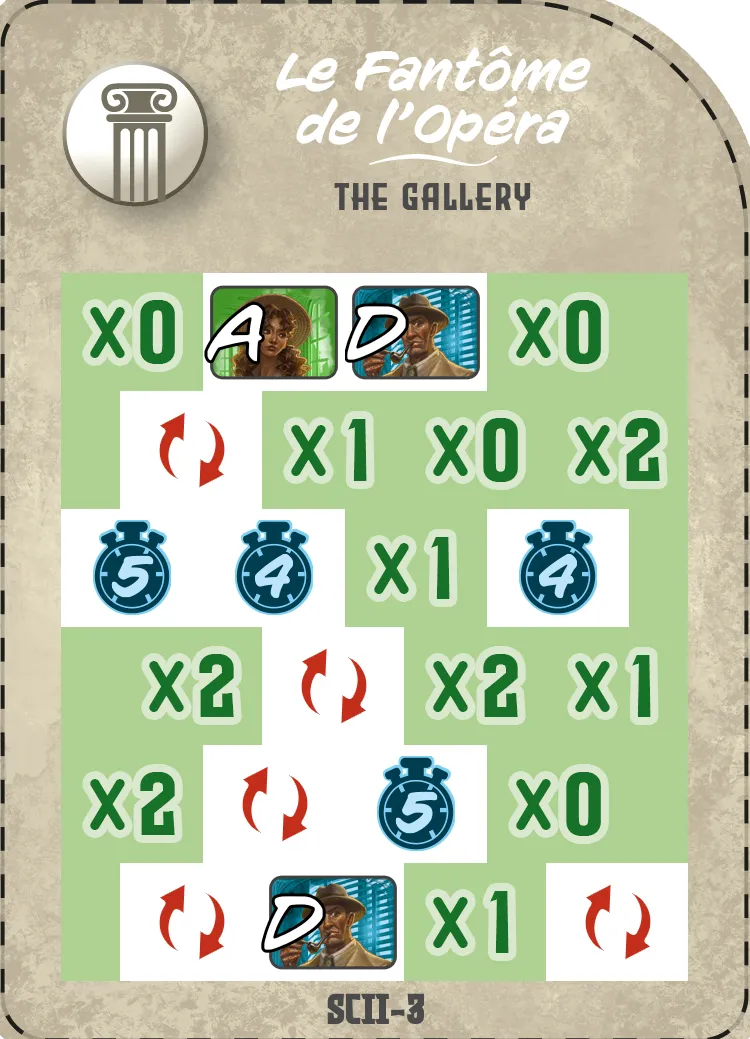 Le Fantôme
de l'Opéra
THE GALLERY
X0 A D X0
X1 X0 X2
5 4 X1 4
X2 X2 X1
X2 5 X0
D X1
SCII-3